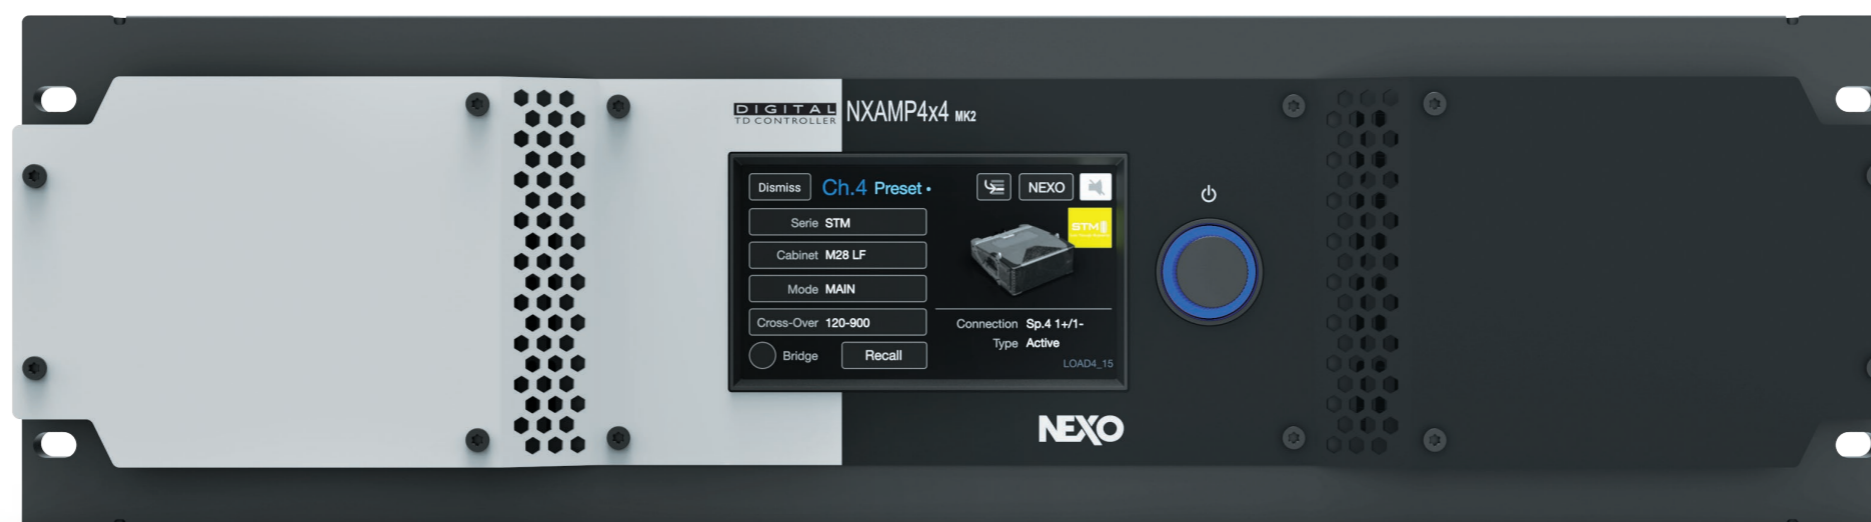 DIGITAL
TD CONTROLLER
NXAMP4x4 MK2
Dismiss Ch.4 Preset • NEXO
Serie STM
STM
Cabinet M28 LF
Mode MAIN
Cross-Over 120-900
Connection Sp.4 1+/1-
Type Active
Bridge Recall
LOAD4_15
NEXO